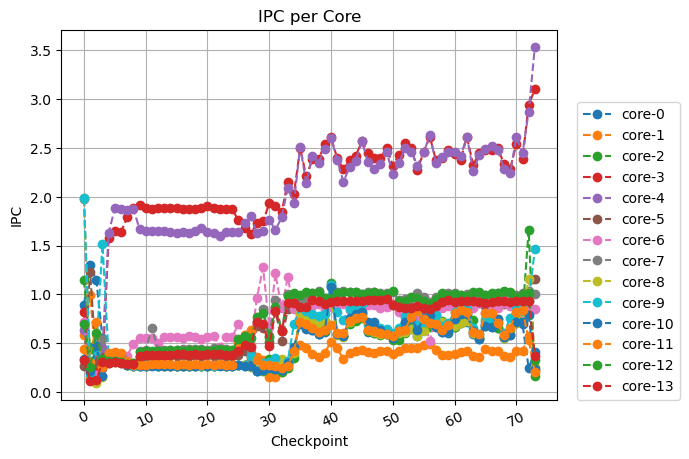 IPC per Core
IPC
3.5
3.0
2.5
2.0
1.5
1.0
0.5
0.0
0
10
20
30
40
50
60
70
Checkpoint
core-0
core-1
core-2
core-3
core-4
core-5
core-6
core-7
core-8
core-9
core-10
core-11
core-12
core-13